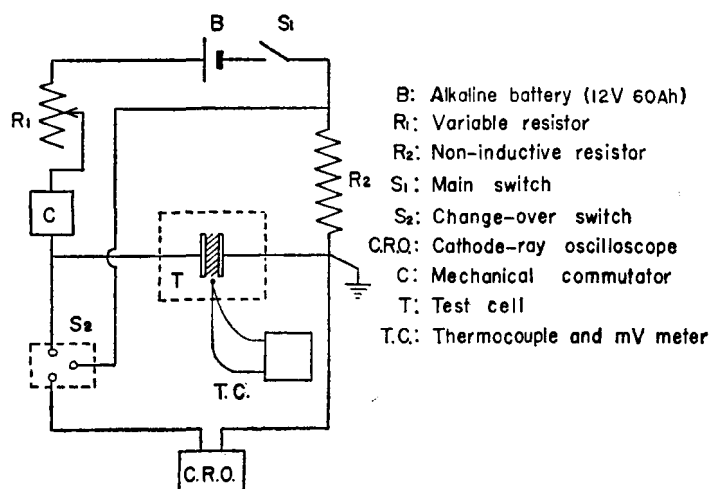 B
S₁
R₁
R₂
C
T
S₂
T.C.
C.R.O.
B: Alkaline battery (12V 60Ah)
R₁: Variable resistor
R₂: Non-inductive resistor
S₁: Main switch
S₂: Change-over switch
C.R.O.: Cathode-ray oscilloscope
C: Mechanical commutator
T: Test cell
T.C.: Thermocouple and mV meter